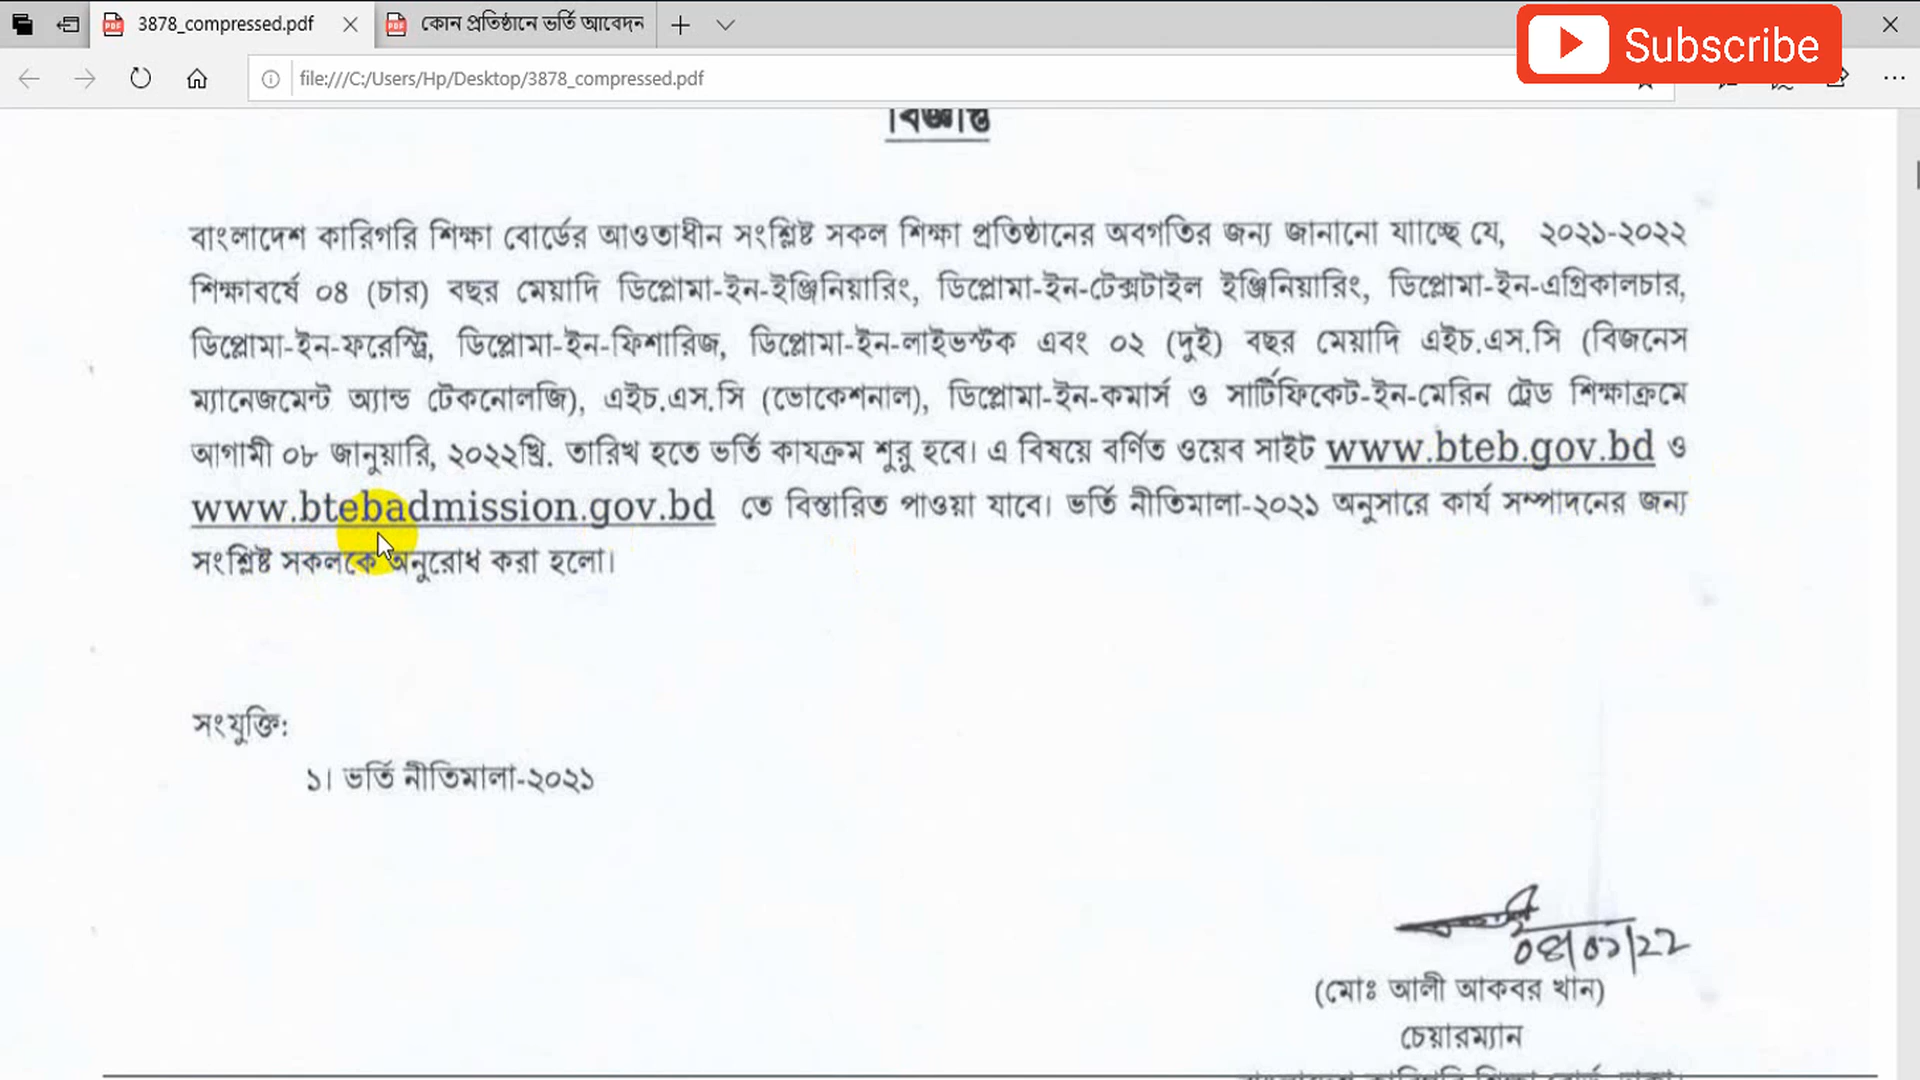 3878_compressed.pdf
কোন প্রতিষ্ঠানে ভর্তি আবেদন
Subscribe
file:///C:/Users/Hp/Desktop/3878_compressed.pdf
বিজ্ঞপ্তি
বাংলাদেশ কারিগরি শিক্ষা বোর্ডের আওতাধীন সংশ্লিষ্ট সকল শিক্ষা প্রতিষ্ঠানের অবগতির জন্য জানানো যাচ্ছে যে, ২০২১-২০২২
শিক্ষাবর্ষে ০৪ (চার) বছর মেয়াদি ডিপ্লোমা-ইন-ইঞ্জিনিয়ারিং, ডিপ্লোমা-ইন-টেক্সটাইল ইঞ্জিনিয়ারিং, ডিপ্লোমা-ইন-এগ্রিকালচার,
ডিপ্লোমা-ইন-ফরেস্ট্রি, ডিপ্লোমা-ইন-ফিশারিজ, ডিপ্লোমা-ইন-লাইভস্টক এবং ০২ (দুই) বছর মেয়াদি এইচ.এস.সি (বিজনেস
ম্যানেজমেন্ট অ্যান্ড টেকনোলজি), এইচ.এস.সি (ভোকেশনাল), ডিপ্লোমা-ইন-কমার্স ও সার্টিফিকেট-ইন-মেরিন ট্রেড শিক্ষাক্রমে
আগামী ০৮ জানুয়ারি, ২০২২খ্রি. তারিখ হতে ভর্তি কাযক্রম শুরু হবে। এ বিষয়ে বর্ণিত ওয়েব সাইট www.bteb.gov.bd ও
www.btebadmission.gov.bd তে বিস্তারিত পাওয়া যাবে। ভর্তি নীতিমালা-২০২১ অনুসারে কার্য সম্পাদনের জন্য
সংশ্লিষ্ট সকলকে অনুরোধ করা হলো।
সংযুক্তি:
১। ভর্তি নীতিমালা-২০২১
(মোঃ আলী আকবর খান)
চেয়ারম্যান